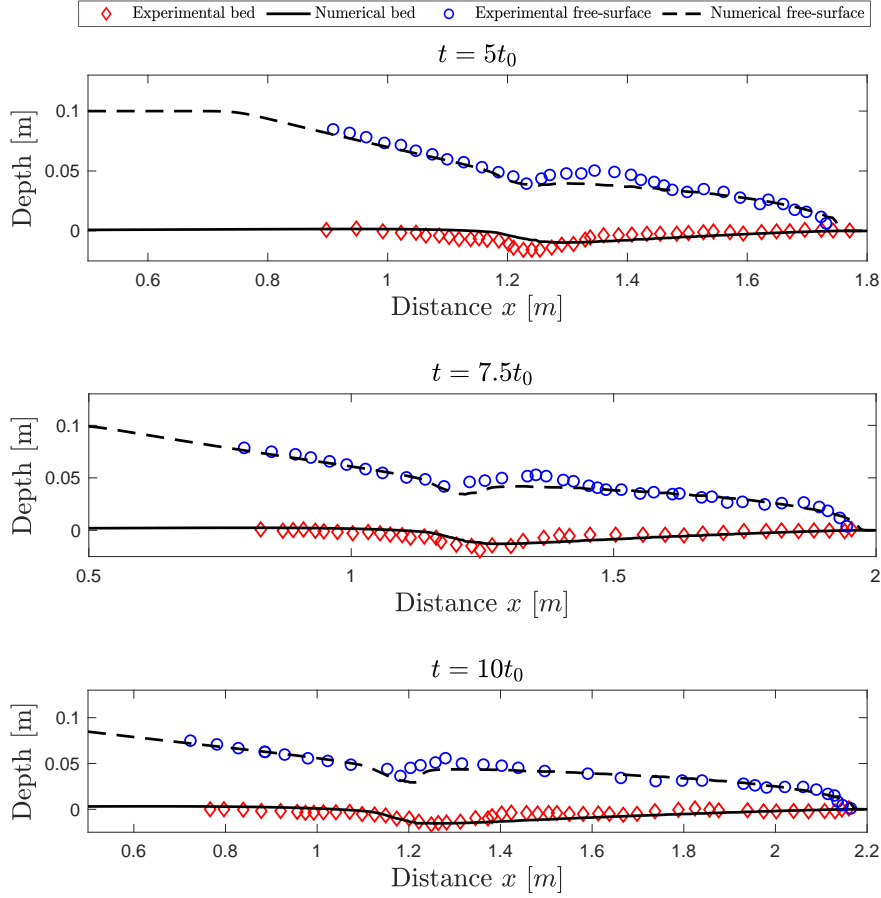 Experimental bed Numerical bed Experimental free-surface Numerical free-surface
t = 5t₀
Depth [m]
0.1
0.05
0
0.6 0.8 1 1.2 1.4 1.6 1.8
Distance x [m]
t = 7.5t₀
Depth [m]
0.1
0.05
0
0.5 1 1.5 2
Distance x [m]
t = 10t₀
Depth [m]
0.1
0.05
0
0.6 0.8 1 1.2 1.4 1.6 1.8 2 2.2
Distance x [m]